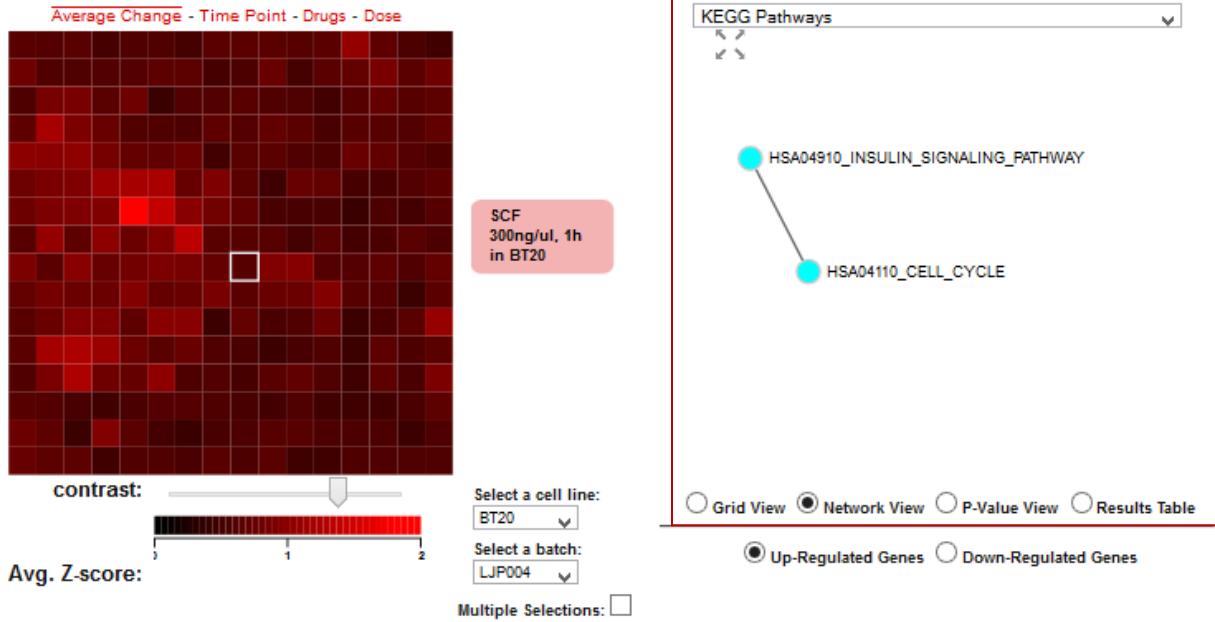 Average Change - Time Point - Drugs - Dose
SCF
300ng/ul, 1h
in BT20
contrast:
0 1 2
Avg. Z-score:
Select a cell line:
BT20
Select a batch:
LJP004
Multiple Selections:
KEGG Pathways
HSA04910_INSULIN_SIGNALING_PATHWAY
HSA04110_CELL_CYCLE
Grid View Network View P-Value View Results Table
Up-Regulated Genes Down-Regulated Genes